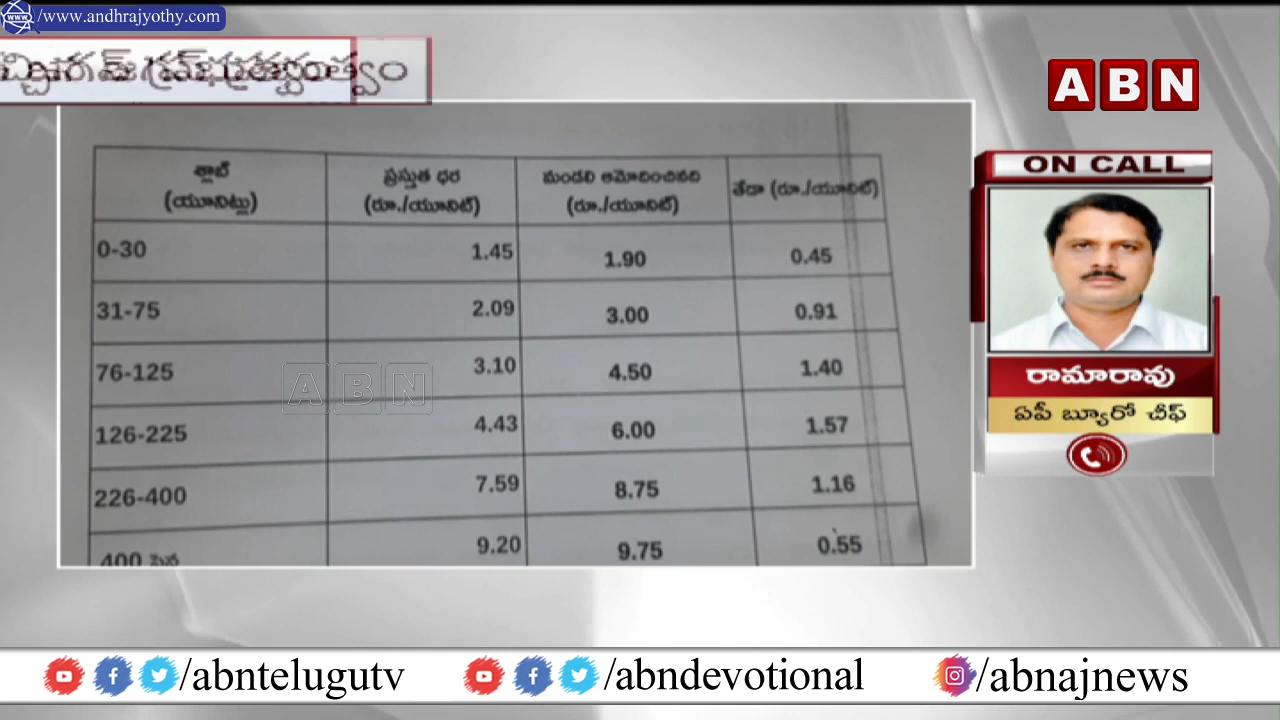 www./www.andhrajyothy.com
ABN
ON CALL
రామారావు
ఏపీ బ్యూరో చీఫ్
శ్లాబ్ ప్రస్తుత ధర మండలి ఆమోదించినది తేడా (రూ./యూనిట్)
(యూనిట్లు) (రూ./యూనిట్) (రూ./యూనిట్)
0-30 1.45 1.90 0.45
31-75 2.09 3.00 0.91
76-125 3.10 4.50 1.40
ABN
126-225 4.43 6.00 1.57
226-400 7.59 8.75 1.16
400 పైన 9.20 9.75 0.55
/abntelugutv /abndevotional /abnajnews